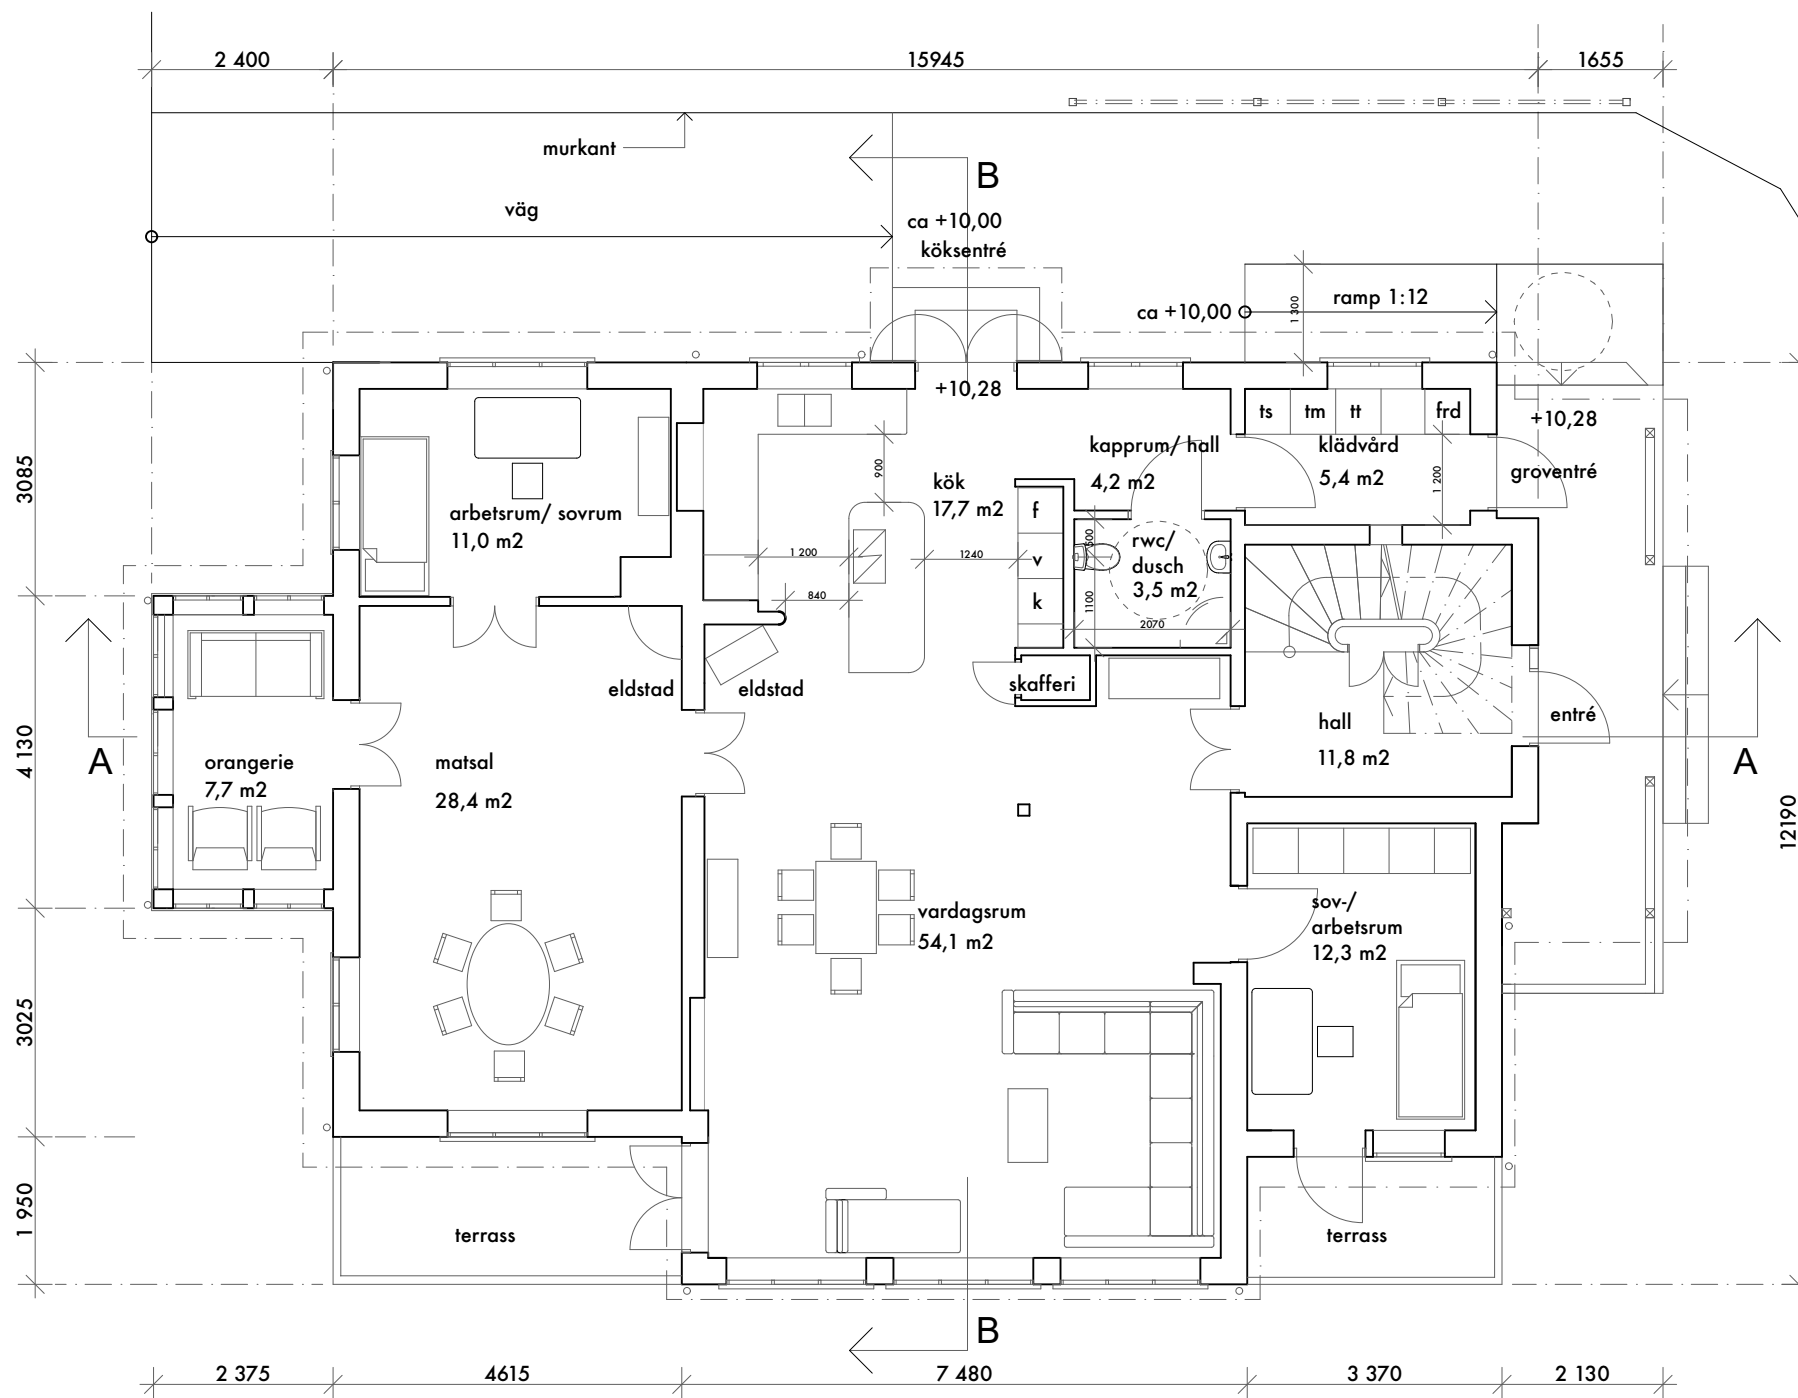 2 400
15945
1655
murkant
B
väg
ca +10,00
köksentré
ca +10,00
ramp 1:12
1 300
+10,28
ts
tm
tt
frd
+10,28
kapprum/ hall
4,2 m2
klädvård
5,4 m2
1 200
groventré
3085
900
kök
17,7 m2
arbetsrum/ sovrum
11,0 m2
f
v
k
1 200
1240
840
500
1100
rwc/
dusch
3,5 m2
2070
eldstad
eldstad
skafferi
hall
11,8 m2
entré
A
A
4 130
orangerie
7,7 m2
matsal
28,4 m2
12190
vardagsrum
54,1 m2
sov-/
arbetsrum
12,3 m2
3025
1 950
terrass
terrass
B
2 375
4615
7 480
3 370
2 130